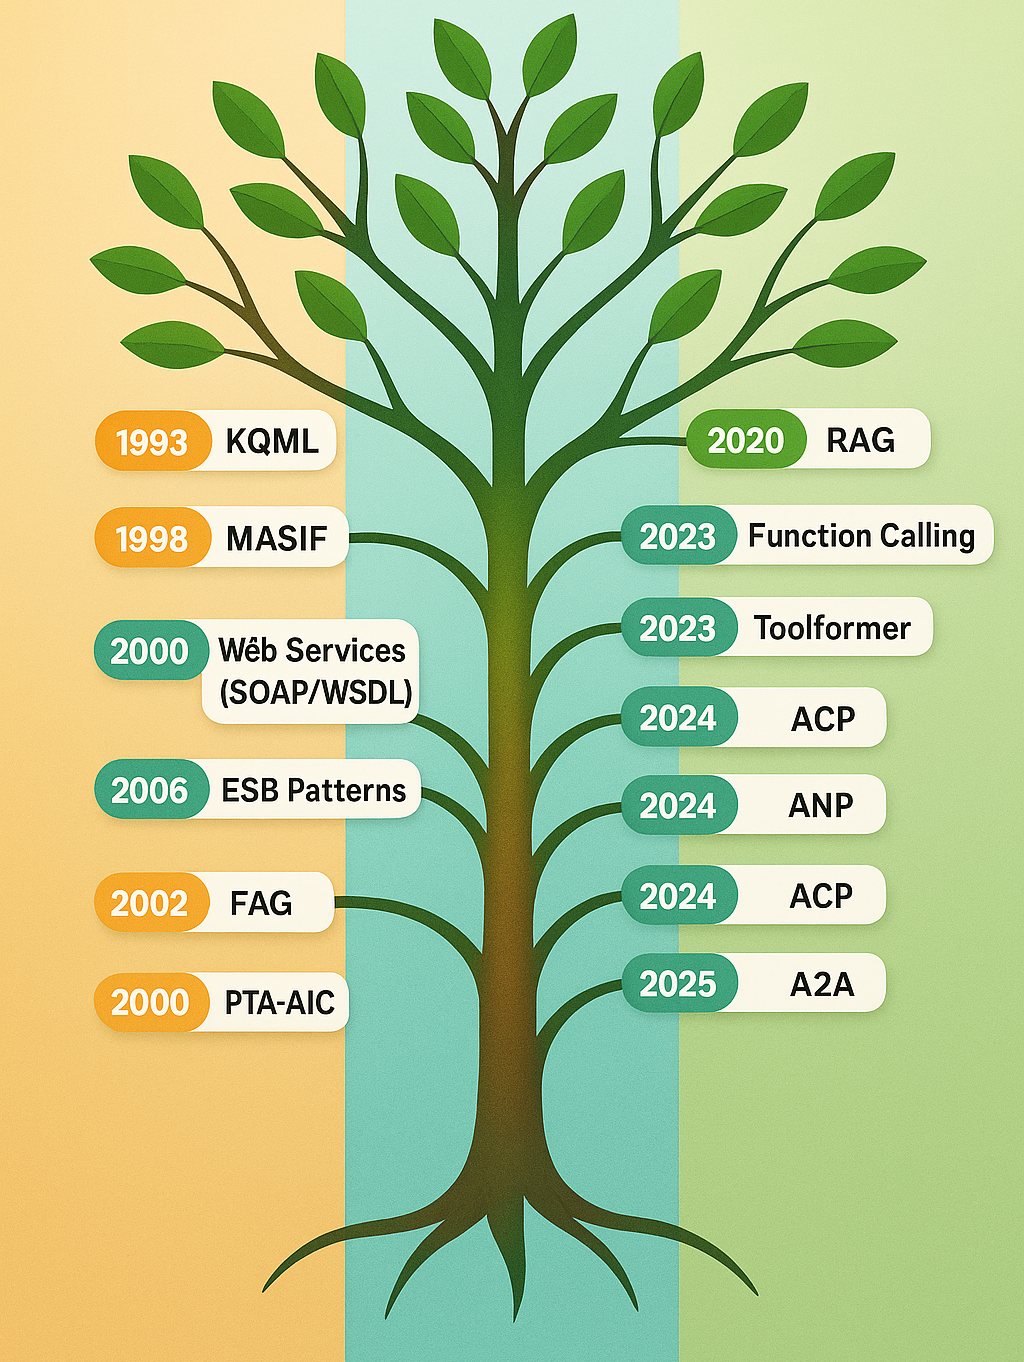 1993 KQML
1998 MASIF
2000 Wêb Services
(SOAP/WSDL)
2006 ESB Patterns
2002 FAG
2000 PTA-AIC
2020 RAG
2023 Function Calling
2023 Toolformer
2024 ACP
2024 ANP
2024 ACP
2025 A2A